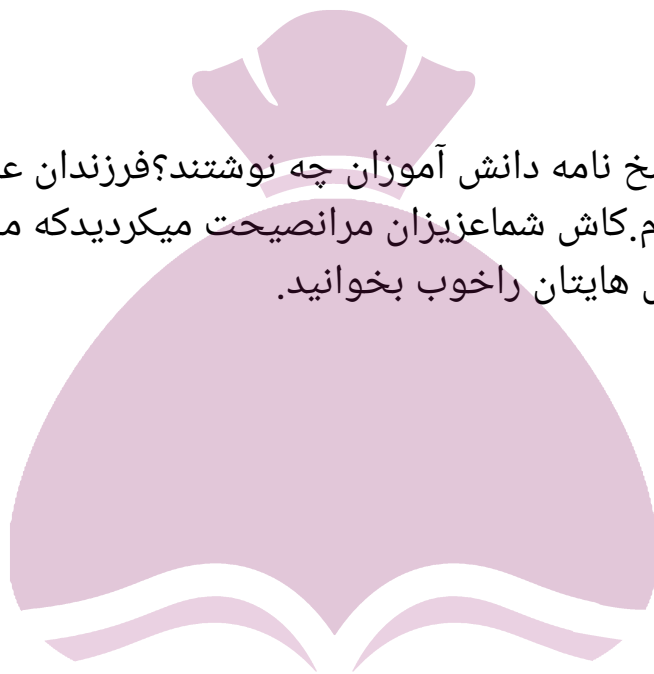 نامه دانش آموزان چه نوشتند؟فرزندان
.کاش شماعزیزان مرانصیحت میکردیدکه
هایتان راخوب بخوانید.